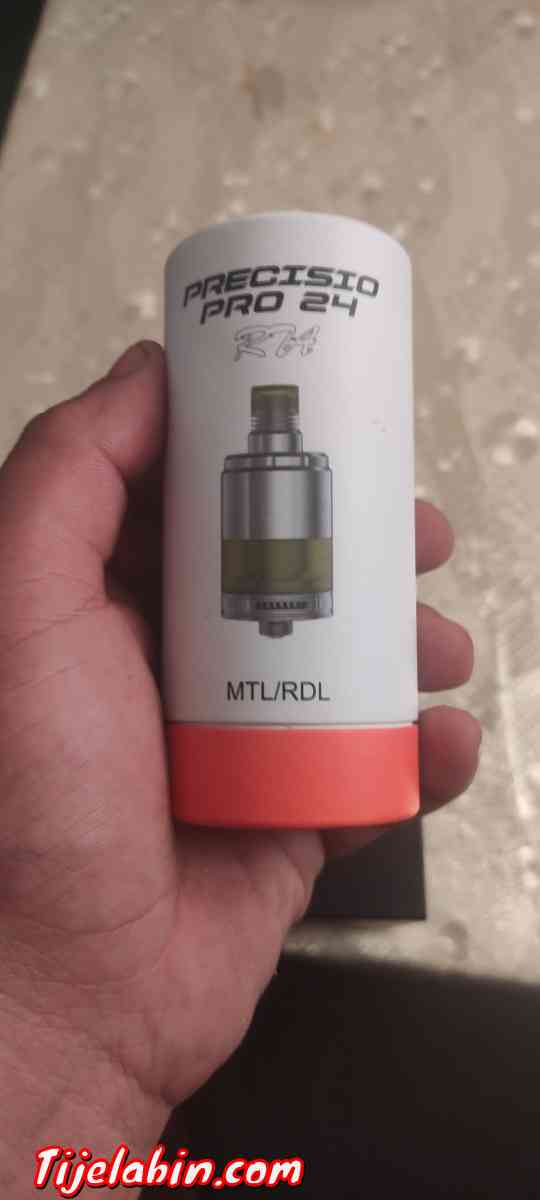 PRECISIO
PRO 24
RTA
MTL/RDL
Tijelabin.com